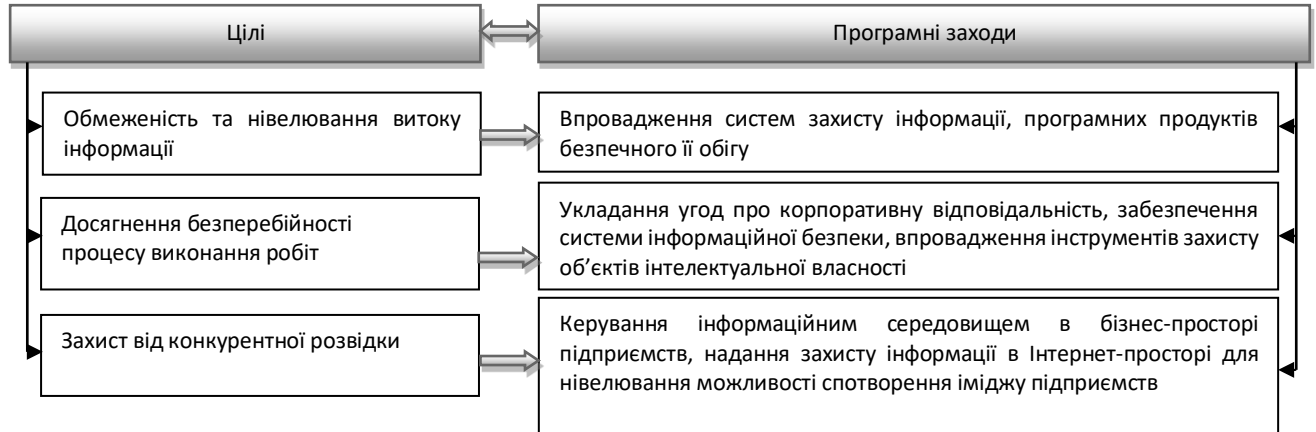 Цілі
Програмні заходи
Обмеженість та нівелювання витоку
інформації
Впровадження систем захисту інформації, програмних продуктів
безпечного її обігу
Досягнення безперебійності
процесу виконання робіт
Укладання угод про корпоративну відповідальність, забезпечення
системи інформаційної безпеки, впровадження інструментів захисту
об’єктів інтелектуальної власності
Захист від конкурентної розвідки
Керування інформаційним середовищем в бізнес-просторі
підприємств, надання захисту інформації в Інтернет-просторі для
нівелювання можливості спотворення іміджу підприємств